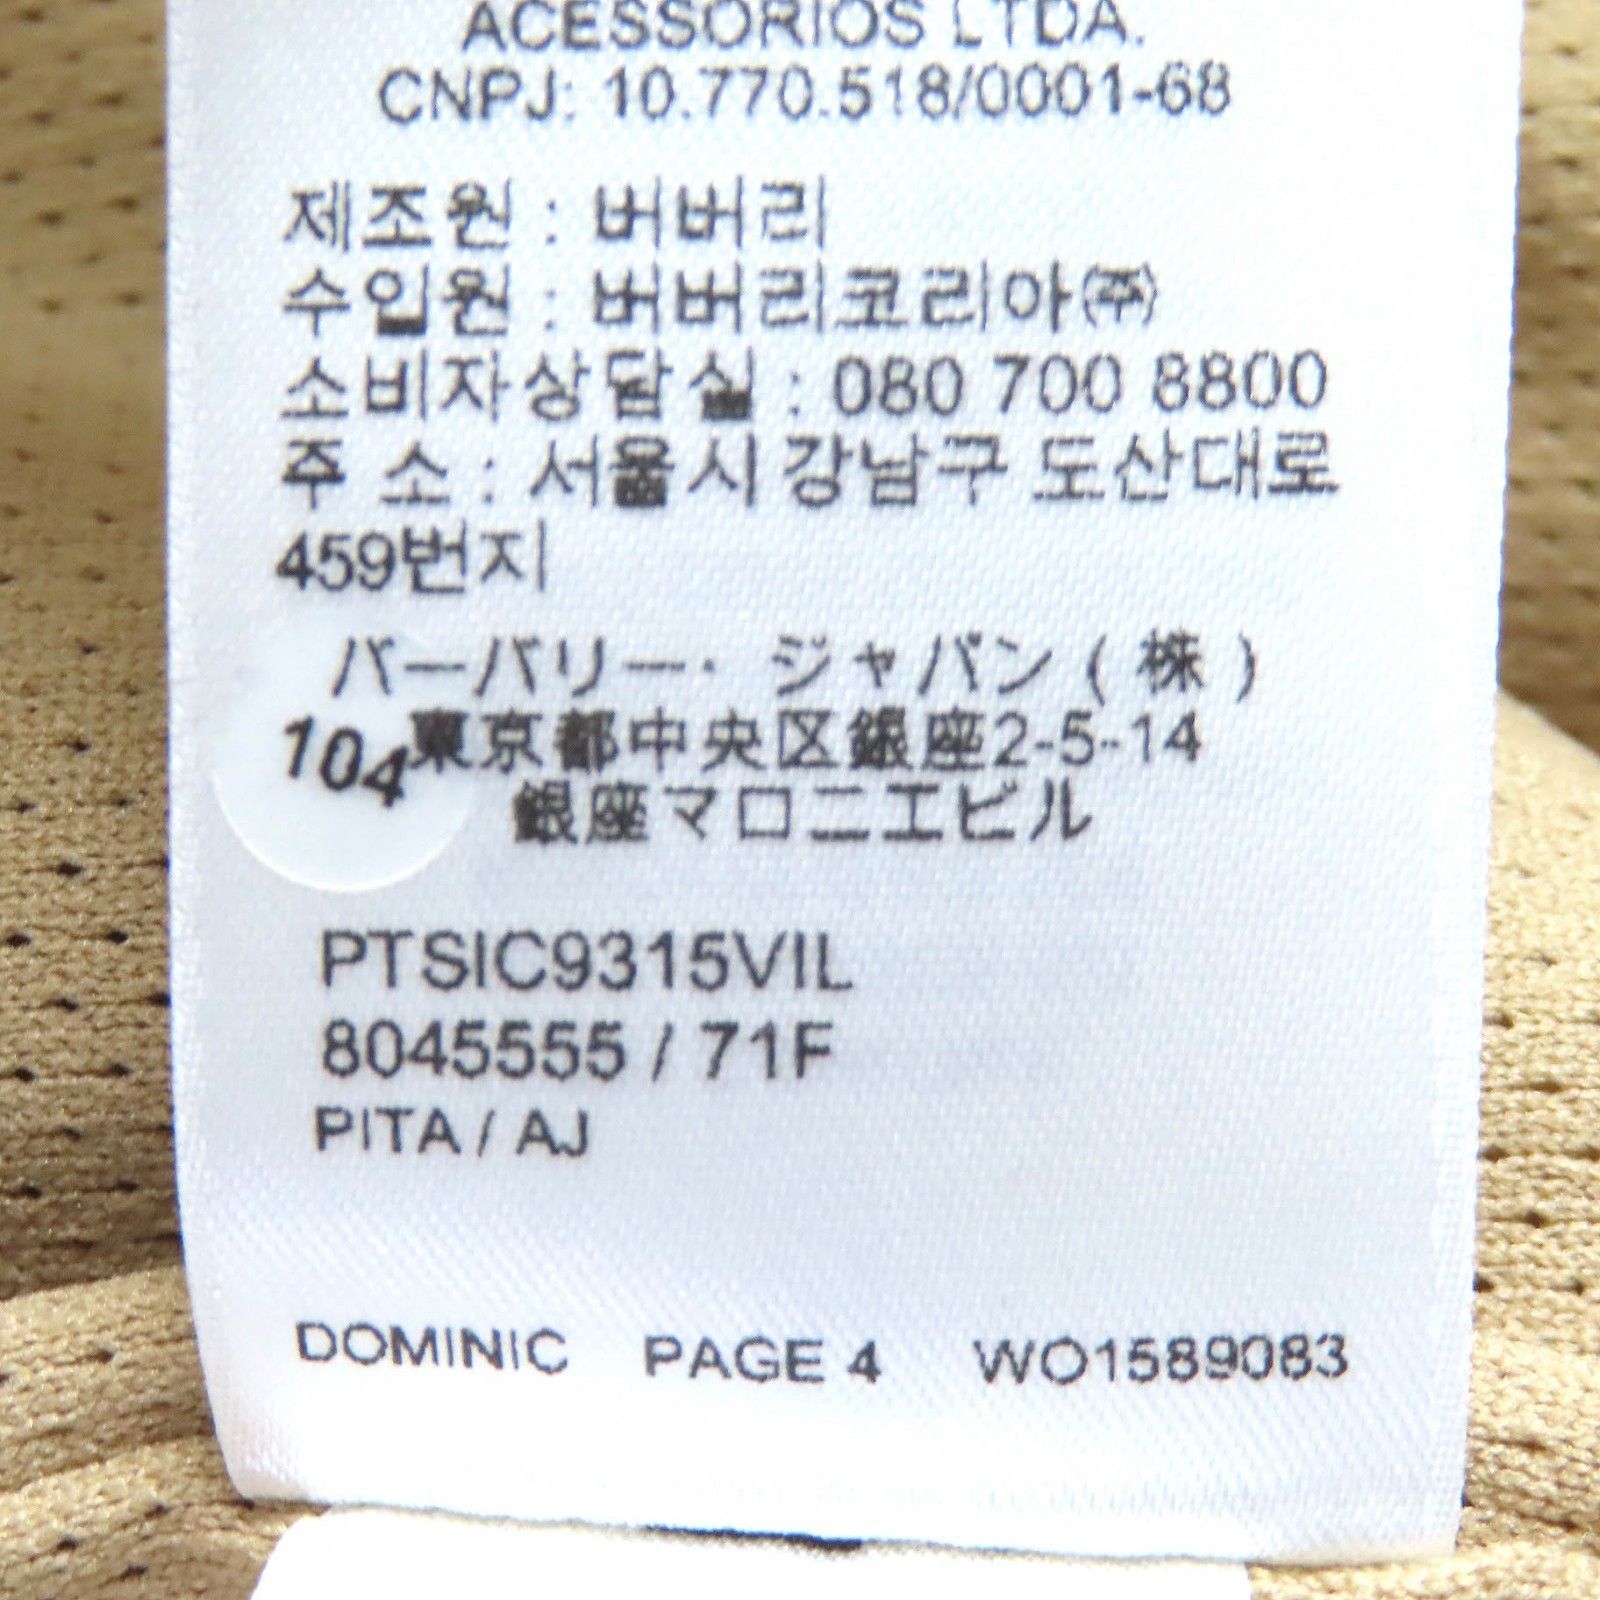 ACESSORIOS LTDA.
CNPJ: 10.770.518/0001-68
제조원 : 버버리
수입원 : 버버리코리아㈜
소비자상담실 : 080 700 8800
주 소 : 서울시 강남구 도산대로
459번지
バーバリー・ ジャパン ( 株 )
104 東京都中央区銀座2-5-14
銀座マロニエビル
PTSIC9315VIL
8045555 / 71F
PITA / AJ
DOMINIC PAGE 4 WO1589083